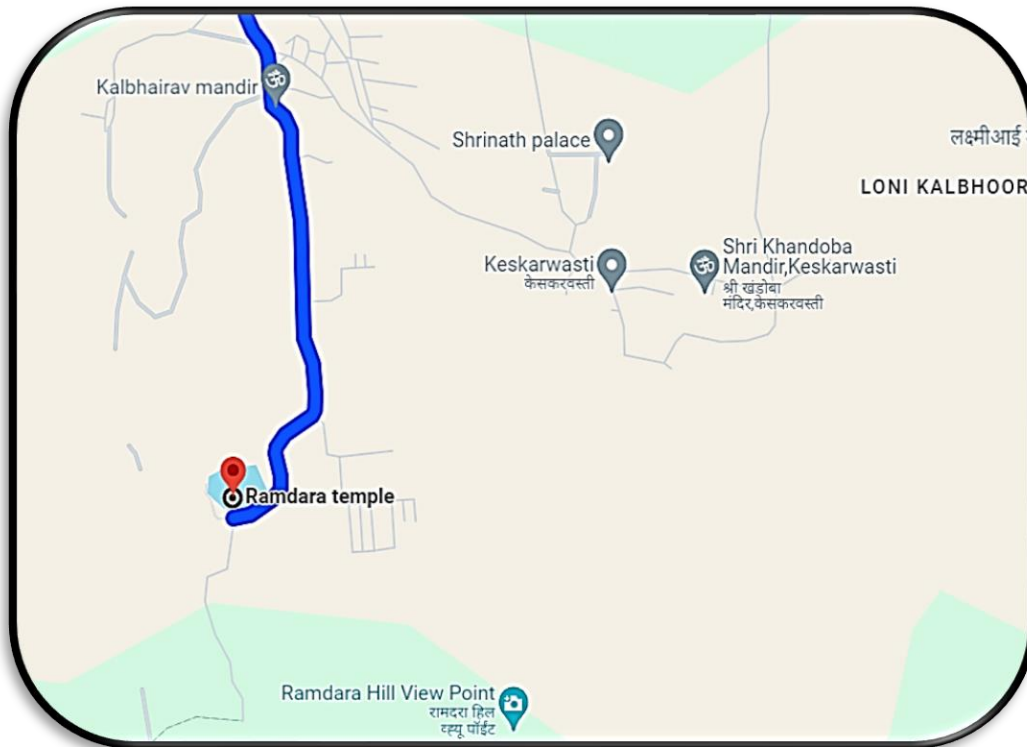 Kalbhairav mandir
Shrinath palace
लक्ष्मीआई
LONI KALBHOOR
Keskarwasti
केसकरवस्ती
Shri Khandoba
Mandir,Keskarwasti
श्री खंडोबा
मंदिर,केसकरवस्ती
Ramdara temple
Ramdara Hill View Point
रामदरा हिल
व्ह्यू पॉईंट